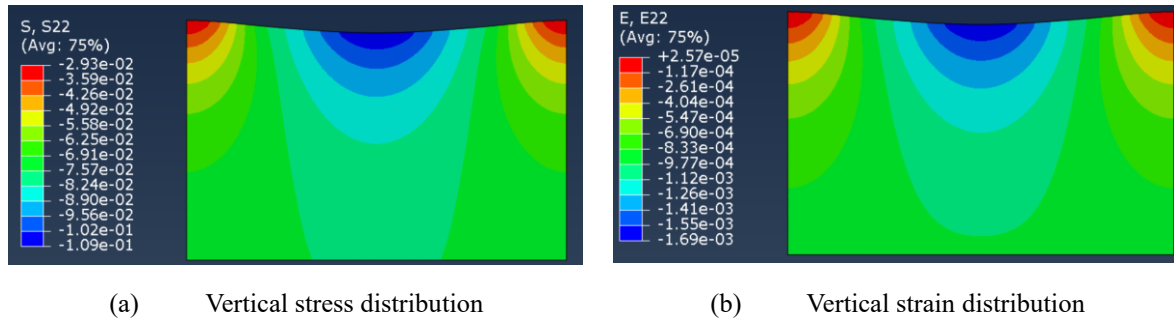 S, S22
(Avg: 75%)
-2.93e-02
-3.59e-02
-4.26e-02
-4.92e-02
-5.58e-02
-6.25e-02
-6.91e-02
-7.57e-02
-8.24e-02
-8.90e-02
-9.56e-02
-1.02e-01
-1.09e-01
E, E22
(Avg: 75%)
+2.57e-05
-1.17e-04
-2.61e-04
-4.04e-04
-5.47e-04
-6.90e-04
-8.33e-04
-9.77e-04
-1.12e-03
-1.26e-03
-1.41e-03
-1.55e-03
-1.69e-03
(a) Vertical stress distribution
(b) Vertical strain distribution